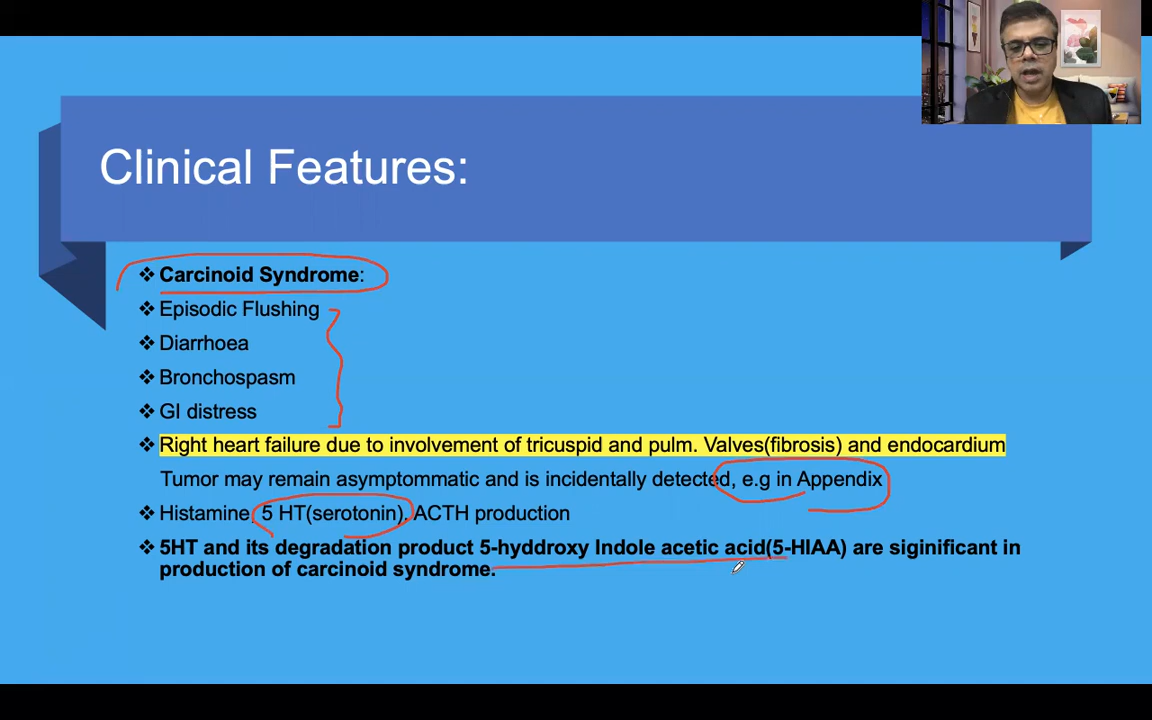 Clinical Features:
❖ Carcinoid Syndrome:
❖ Episodic Flushing
❖ Diarrhoea
❖ Bronchospasm
❖ GI distress
❖ Right heart failure due to involvement of tricuspid and pulm. Valves(fibrosis) and endocardium
Tumor may remain asymptommatic and is incidentally detected, e.g in Appendix
❖ Histamine, 5 HT(serotonin), ACTH production
❖ 5HT and its degradation product 5-hyddroxy Indole acetic acid(5-HIAA) are siginificant in
production of carcinoid syndrome.